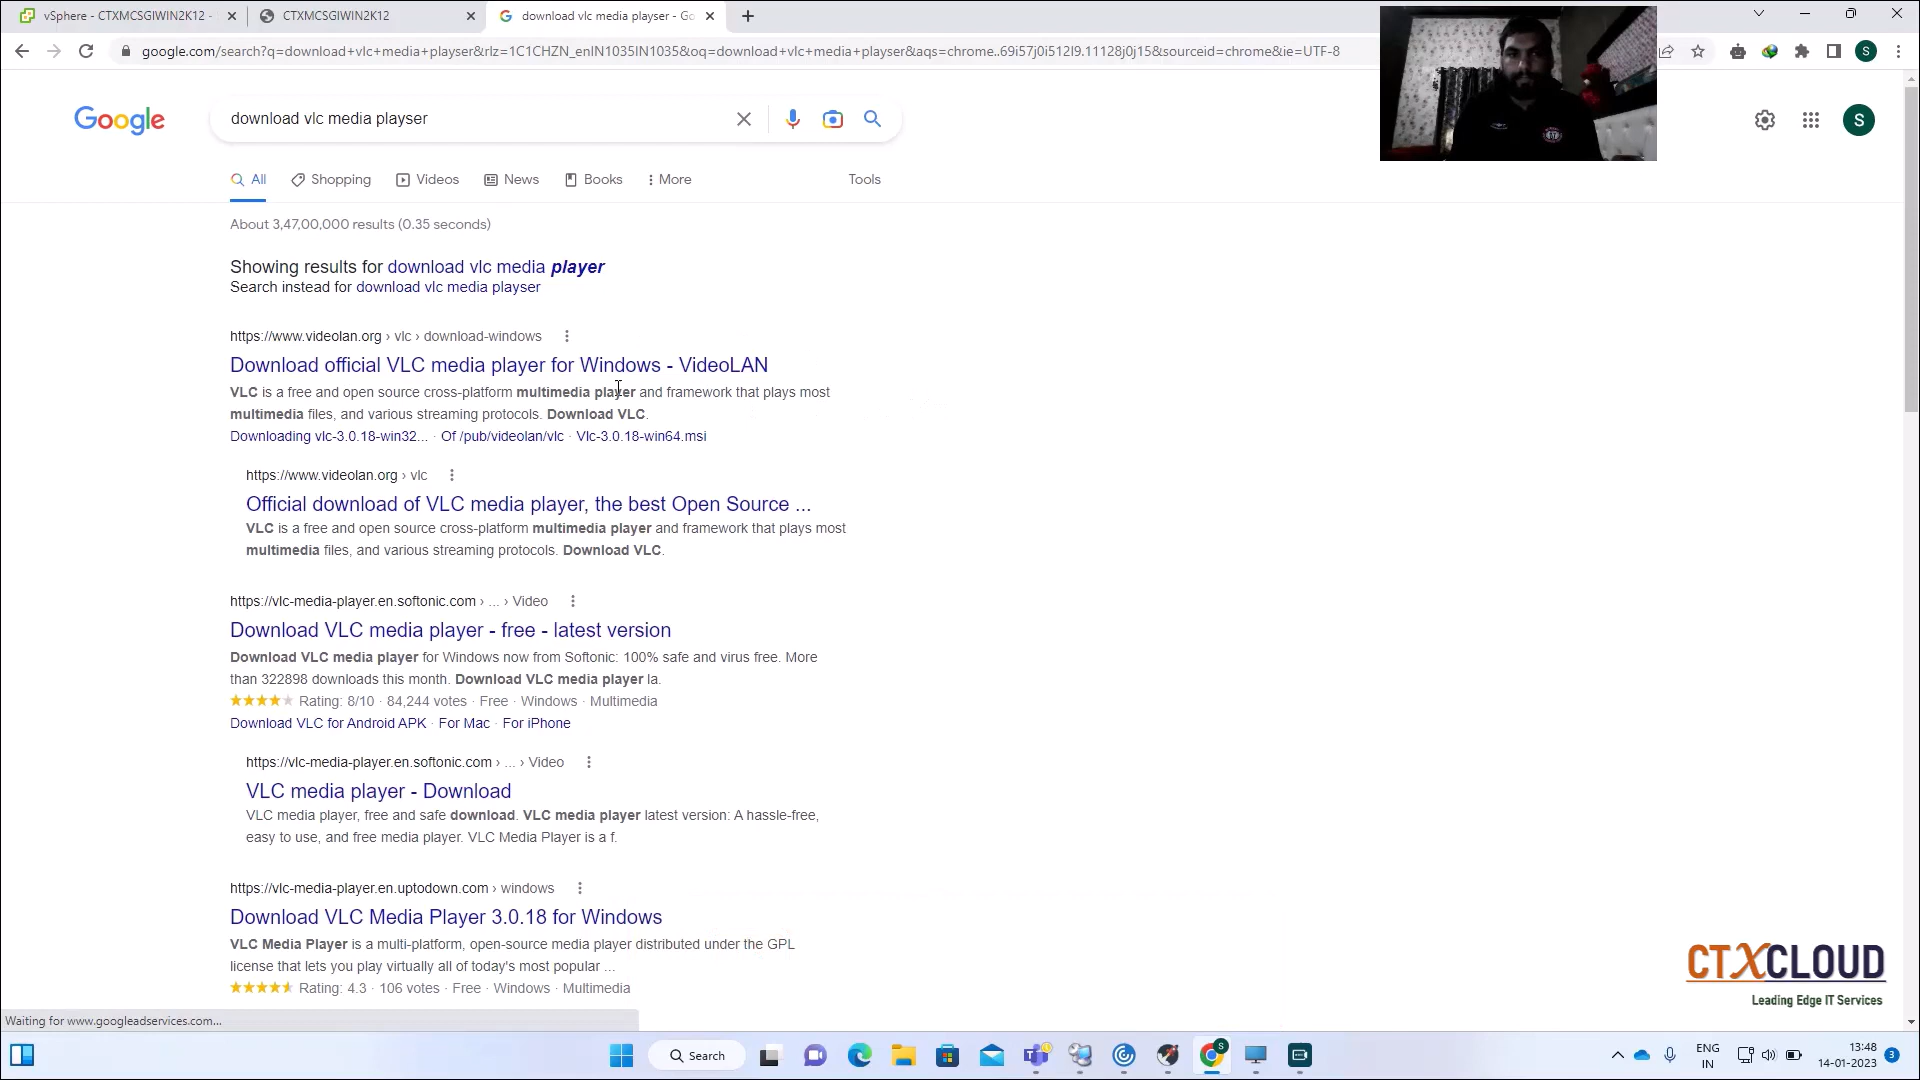 vSphere - CTXMCSGIWIN2K12 -
CTXMCSGIWIN2K12
download vlc media playser - Go
google.com/search?q=download+vlc+media+playser&rlz=1C1CHZN_enIN1035IN1035&oq=download+vlc+media+playser&aqs=chrome..69i57j0i512l9.11128j0j15&sourceid=chrome&ie=UTF-8
S
Google
download vlc media playser
S
All
Shopping
Videos
News
Books
More
Tools
About 3,47,00,000 results (0.35 seconds)
Showing results for download vlc media player
Search instead for download vlc media playser
https://www.videolan.org › vlc › download-windows
Download official VLC media player for Windows - VideoLAN
VLC is a free and open source cross-platform multimedia player and framework that plays most
multimedia files, and various streaming protocols. Download VLC.
Downloading vlc-3.0.18-win32... · Of /pub/videolan/vlc · Vlc-3.0.18-win64.msi
https://www.videolan.org › vlc
Official download of VLC media player, the best Open Source ...
VLC is a free and open source cross-platform multimedia player and framework that plays most
multimedia files, and various streaming protocols. Download VLC.
https://vlc-media-player.en.softonic.com › ... › Video
Download VLC media player - free - latest version
Download VLC media player for Windows now from Softonic: 100% safe and virus free. More
than 322898 downloads this month. Download VLC media player la.
Rating: 8/10 · 84,244 votes · Free · Windows · Multimedia
Download VLC for Android APK · For Mac · For iPhone
https://vlc-media-player.en.softonic.com › ... › Video
VLC media player - Download
VLC media player, free and safe download. VLC media player latest version: A hassle-free,
easy to use, and free media player. VLC Media Player is a f.
https://vlc-media-player.en.uptodown.com › windows
Download VLC Media Player 3.0.18 for Windows
VLC Media Player is a multi-platform, open-source media player distributed under the GPL
license that lets you play virtually all of today's most popular ...
Rating: 4.3 · 106 votes · Free · Windows · Multimedia
CTXCLOUD
Leading Edge IT Services
Waiting for www.googleadservices.com...
Search
S
ENG
IN
13:48
14-01-2023
3